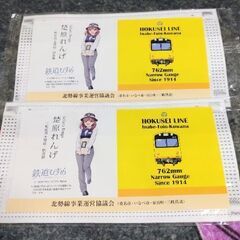 HOKUSEI LINE
Inabe-Toin-Kuwana
楚原れんげ
鉄道むすめ
762mm
Narrow Gauge
Since 1914
北勢線事業運営協議会
HOKUSEI LINE
Inabe-Toin-Kuwana
楚原れんげ
鉄道むすめ
762mm
Narrow Gauge
Since 1914
北勢線事業運営協議会